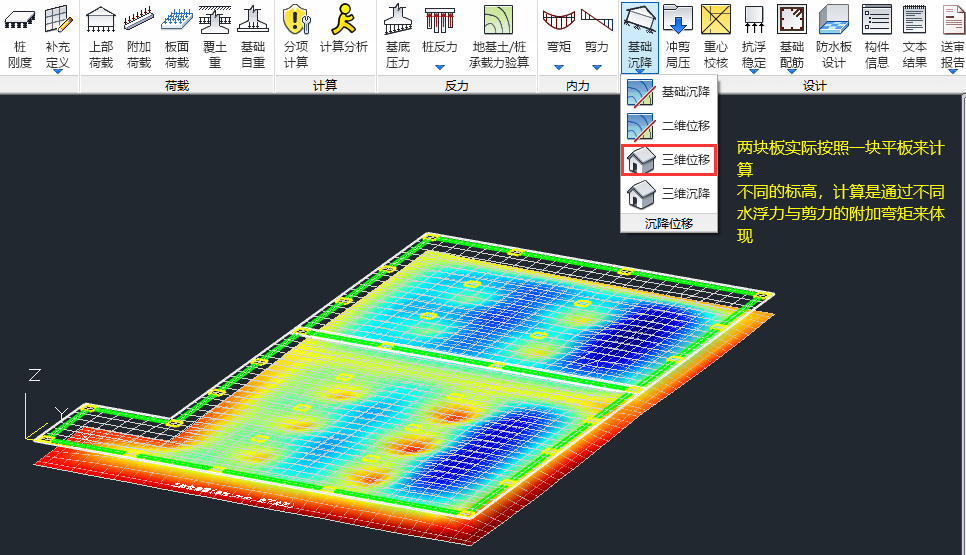 桩 刚度
补充 定义
上部 荷载
附加 荷载
板面 荷载
覆土 重
基础 自重
分项 计算
计算分析
基底 压力
桩反力
地基土/桩 承载力验算
弯矩
剪力
基础 沉降
冲剪 局压
重心 校核
抗浮 稳定
基础 配筋
防水板 设计
构件 信息
文本 结果
送审 报告
荷载
计算
反力
内力
设计
基础沉降
二维位移
三维位移
三维沉降
沉降位移
两块板实际按照一块平板来计
算
不同的标高，计算是通过不同
水浮力与剪力的附加弯矩来体
现
Z
Y
X